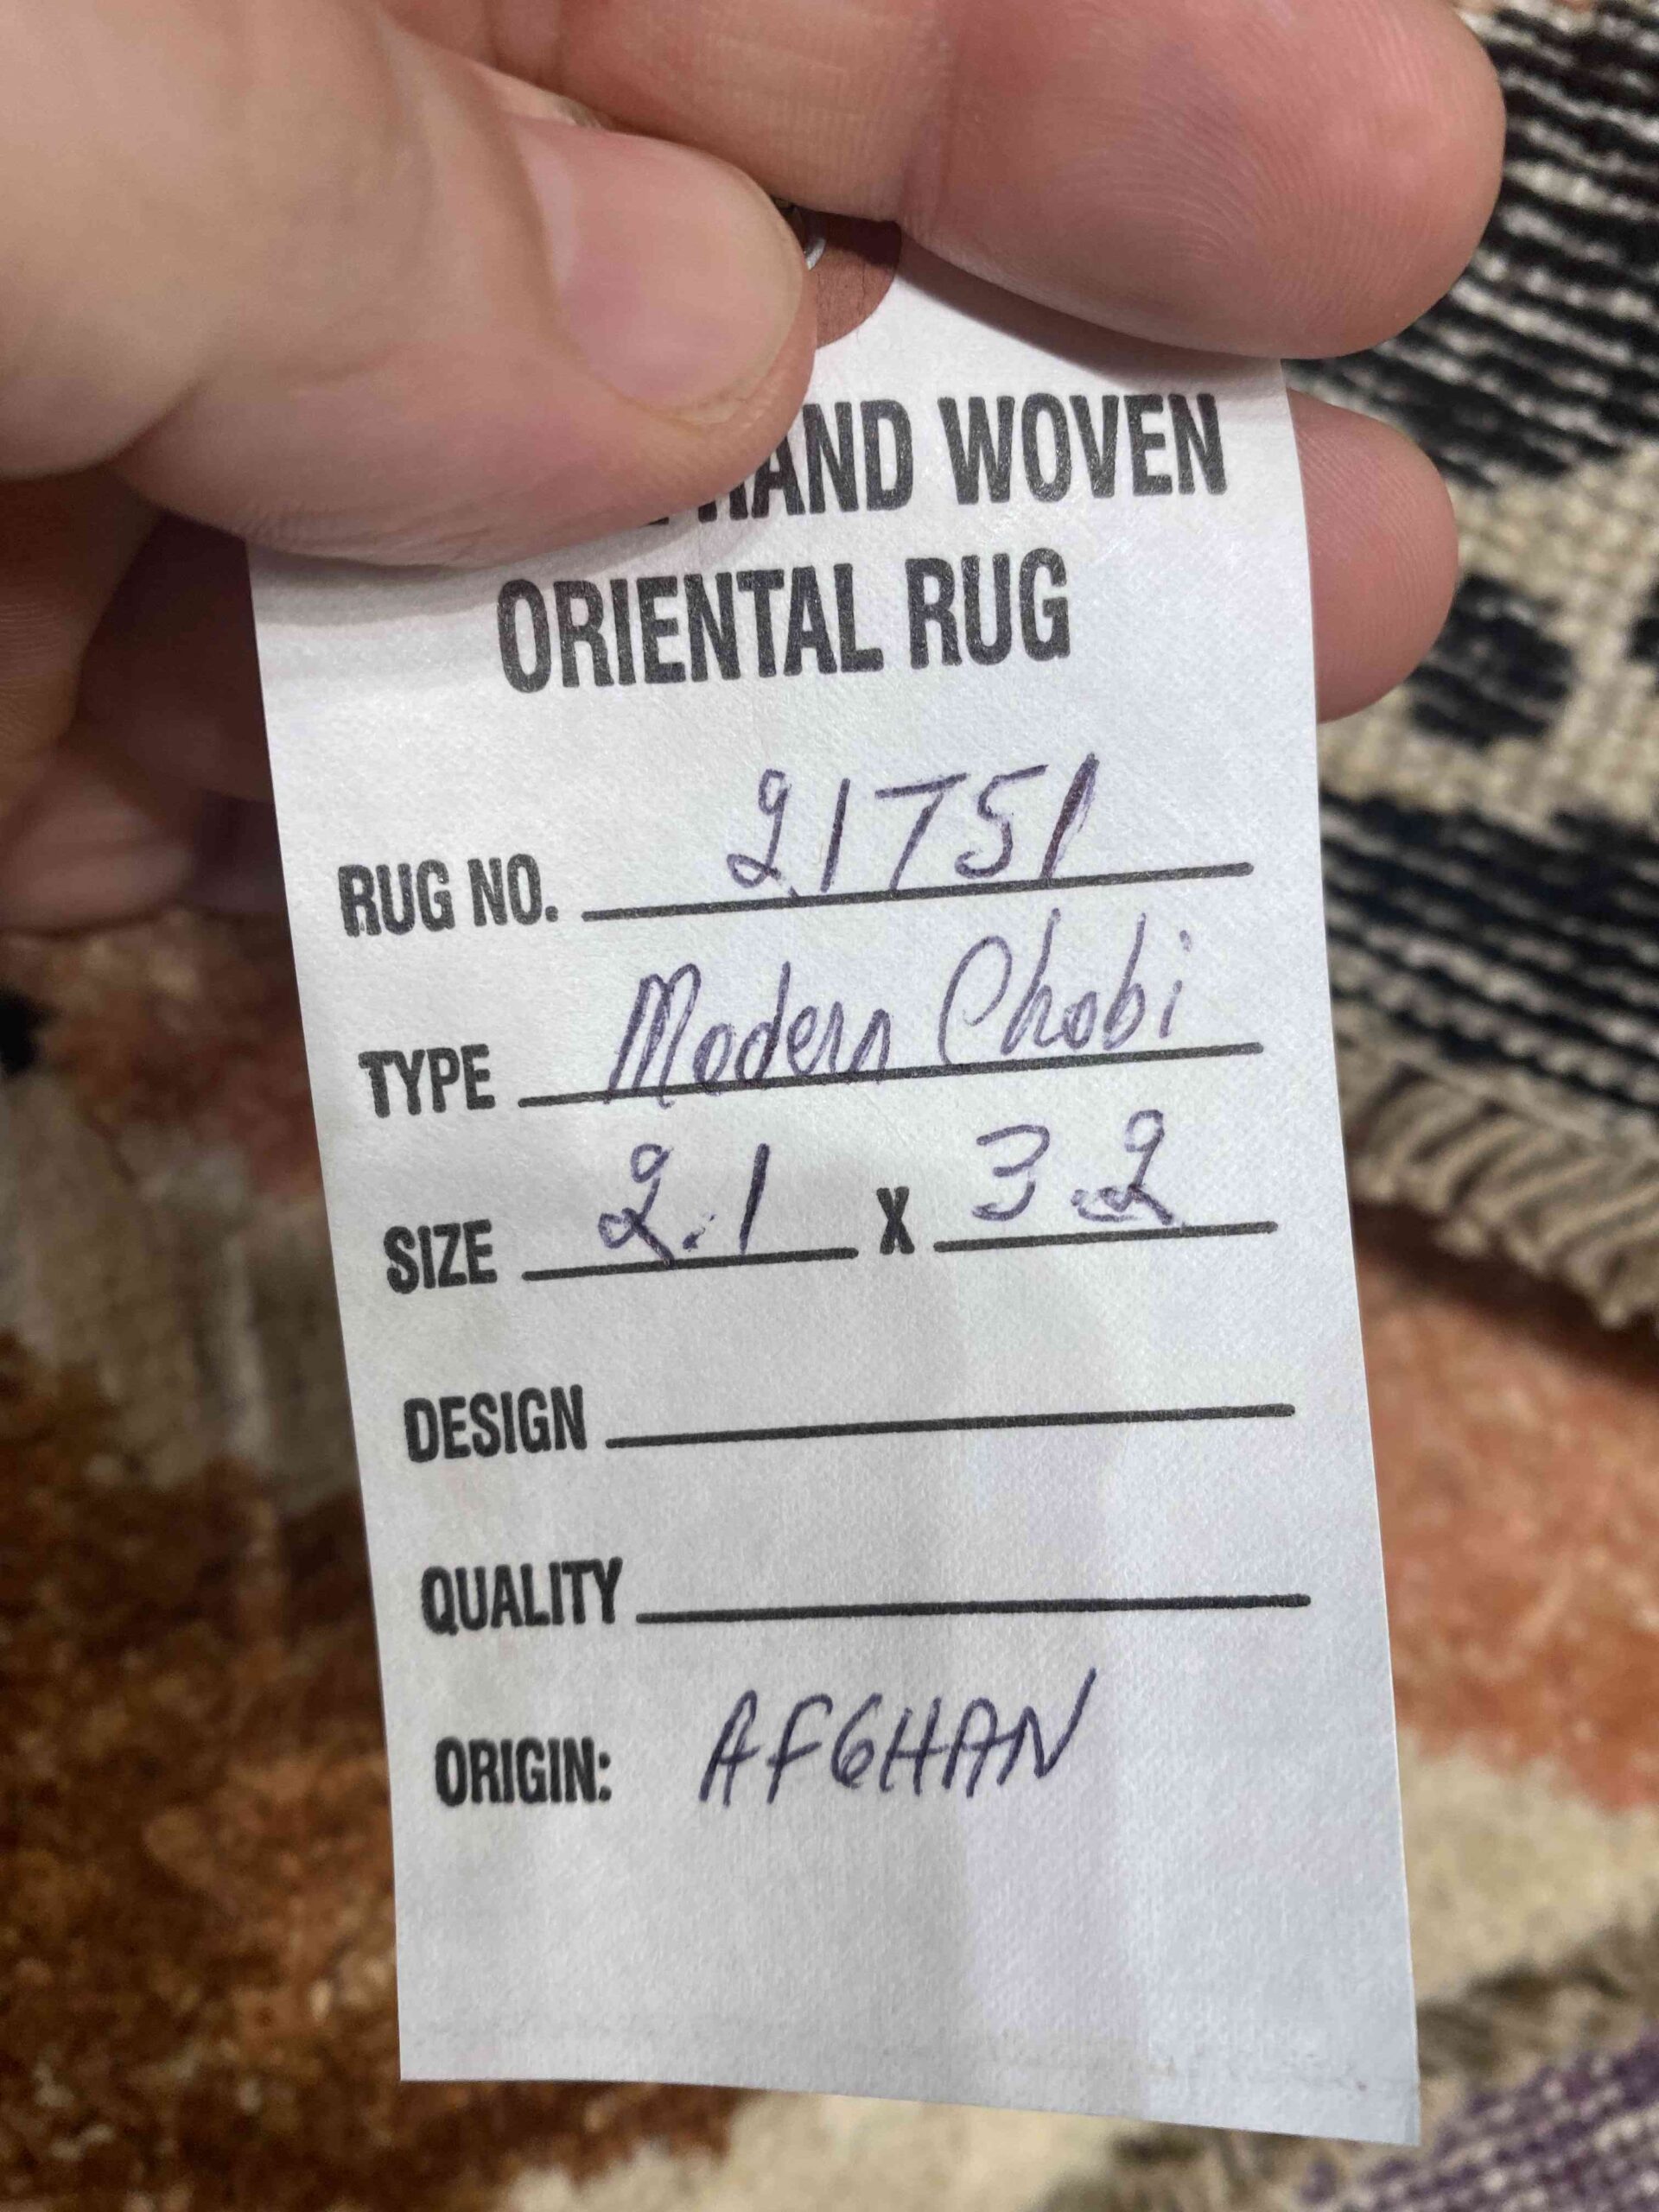 HAND WOVEN
ORIENTAL RUG
RUG NO. 21751
TYPE Modern Chobi
SIZE 2.1 X 3.2
DESIGN
QUALITY
ORIGIN: AFGHAN